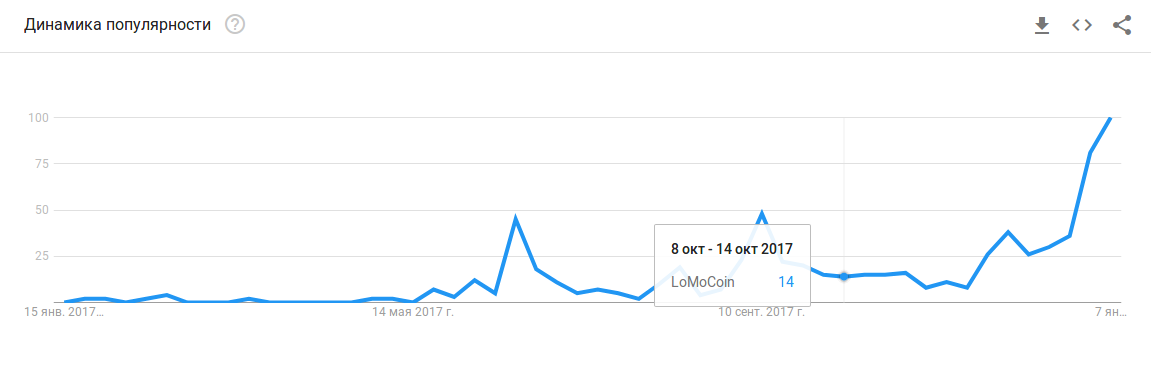 Динамика популярности ?
100
75
50
25
8 окт - 14 окт 2017
LoMoCoin 14
15 янв. 2017… 14 мая 2017 г. 10 сент. 2017 г. 7 ян…